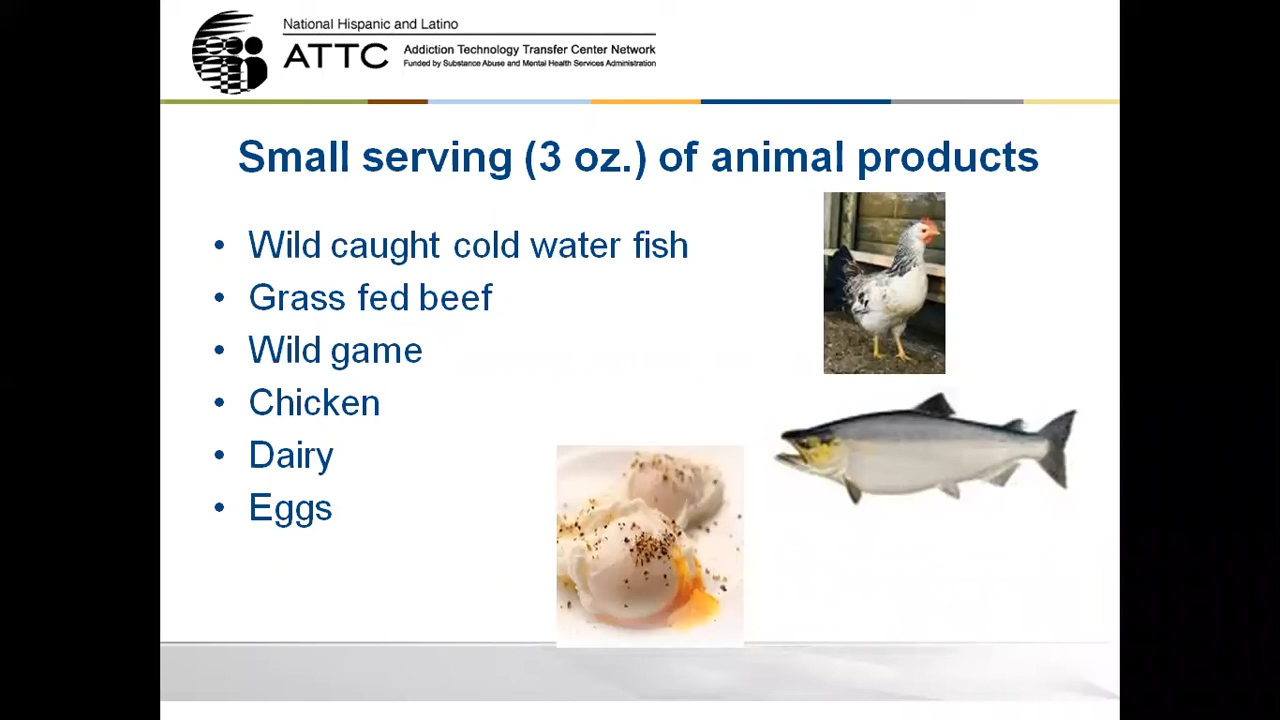 National Hispanic and Latino
ATTC
Addiction Technology Transfer Center Network
Funded by Substance Abuse and Mental Health Services Administration
Small serving (3 oz.) of animal products
• Wild caught cold water fish
• Grass fed beef
• Wild game
• Chicken
• Dairy
• Eggs